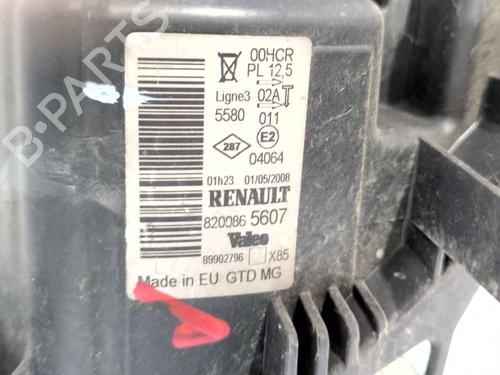 00HCR
PL 12,5
Ligne3 02A T
5580 011
287 E2
04064
01h23 01/05/2008
RENAULT
820086 5607
Valeo
89902796 X85
Made in EU GTD MG
B-PARTS